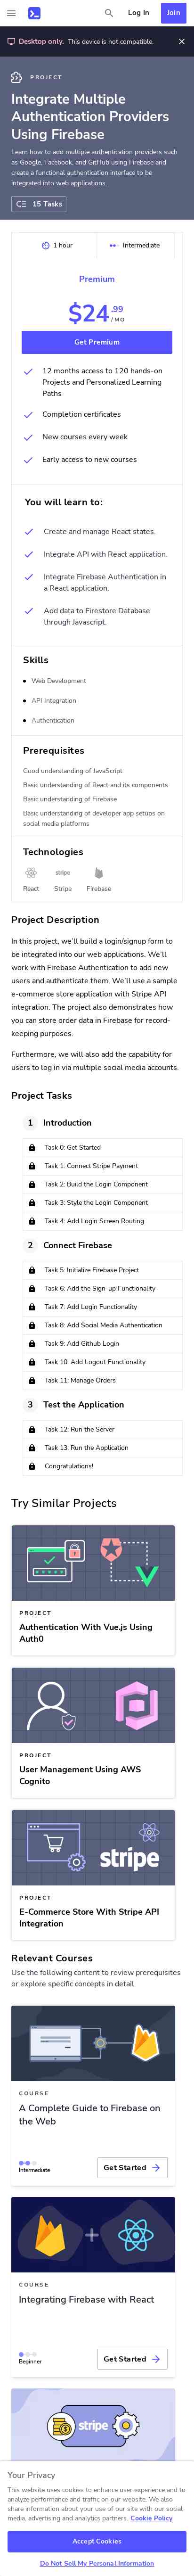 Log In
Join
Desktop only. This device is not compatible.
PROJECT
Integrate Multiple
Authentication Providers
Using Firebase
Learn how to add multiple authentication providers such
as Google, Facebook, and GitHub using Firebase and
create a functional authentication interface to be
integrated into web applications.
15 Tasks
1 hour
Intermediate
Premium
$24.99
/ MO
Get Premium
12 months access to 120 hands-on
Projects and Personalized Learning
Paths
Completion certificates
New courses every week
Early access to new courses
You will learn to:
Create and manage React states.
Integrate API with React application.
Integrate Firebase Authentication in
a React application.
Add data to Firestore Database
through Javascript.
Skills
Web Development
API Integration
Authentication
Prerequisites
Good understanding of JavaScript
Basic understanding of React and its components
Basic understanding of Firebase
Basic understanding of developer app setups on
social media platforms
Technologies
stripe
React
Stripe
Firebase
Project Description
In this project, we'll build a login/signup form to
be integrated into our web applications. We'll
work with Firebase Authentication to add new
users and authenticate them. We'll use a sample
e-commerce store application with Stripe API
integration. The project also demonstrates how
you can store order data in Firebase for record-
keeping purposes.
Furthermore, we will also add the capability for
users to log in via multiple social media accounts.
Project Tasks
1 Introduction
Task 0: Get Started
Task 1: Connect Stripe Payment
Task 2: Build the Login Component
Task 3: Style the Login Component
Task 4: Add Login Screen Routing
2 Connect Firebase
Task 5: Initialize Firebase Project
Task 6: Add the Sign-up Functionality
Task 7: Add Login Functionality
Task 8: Add Social Media Authentication
Task 9: Add Github Login
Task 10: Add Logout Functionality
Task 11: Manage Orders
3 Test the Application
Task 12: Run the Server
Task 13: Run the Application
Congratulations!
Try Similar Projects
PROJECT
Authentication With Vue.js Using
Auth0
PROJECT
User Management Using AWS
Cognito
stripe
PROJECT
E-Commerce Store With Stripe API
Integration
Relevant Courses
Use the following content to review prerequisites
or explore specific concepts in detail.
COURSE
A Complete Guide to Firebase on
the Web
Intermediate
Get Started
COURSE
Integrating Firebase with React
Beginner
Get Started
stripe
Your Privacy
This website uses cookies to enhance user experience and to
analyze performance and traffic on our website. We also
share information about your use of our site with our social
media, advertising and analytics partners. Cookie Policy
Accept Cookies
Do Not Sell My Personal Information